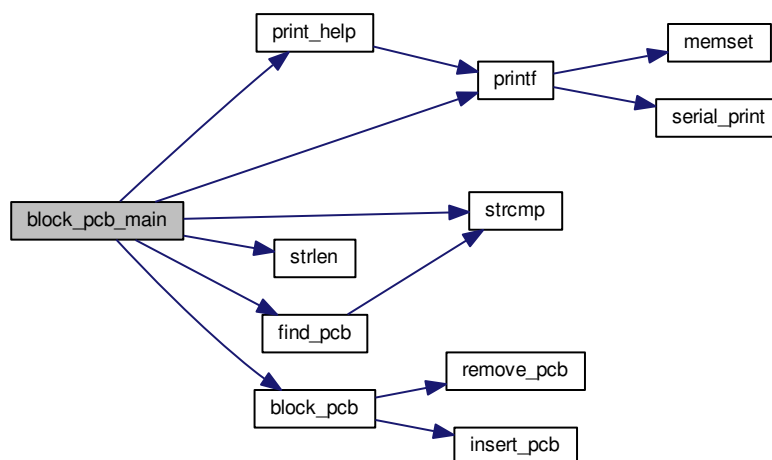 print_help
memset
printf
serial_print
block_pcb_main
strcmp
strlen
find_pcb
remove_pcb
block_pcb
insert_pcb